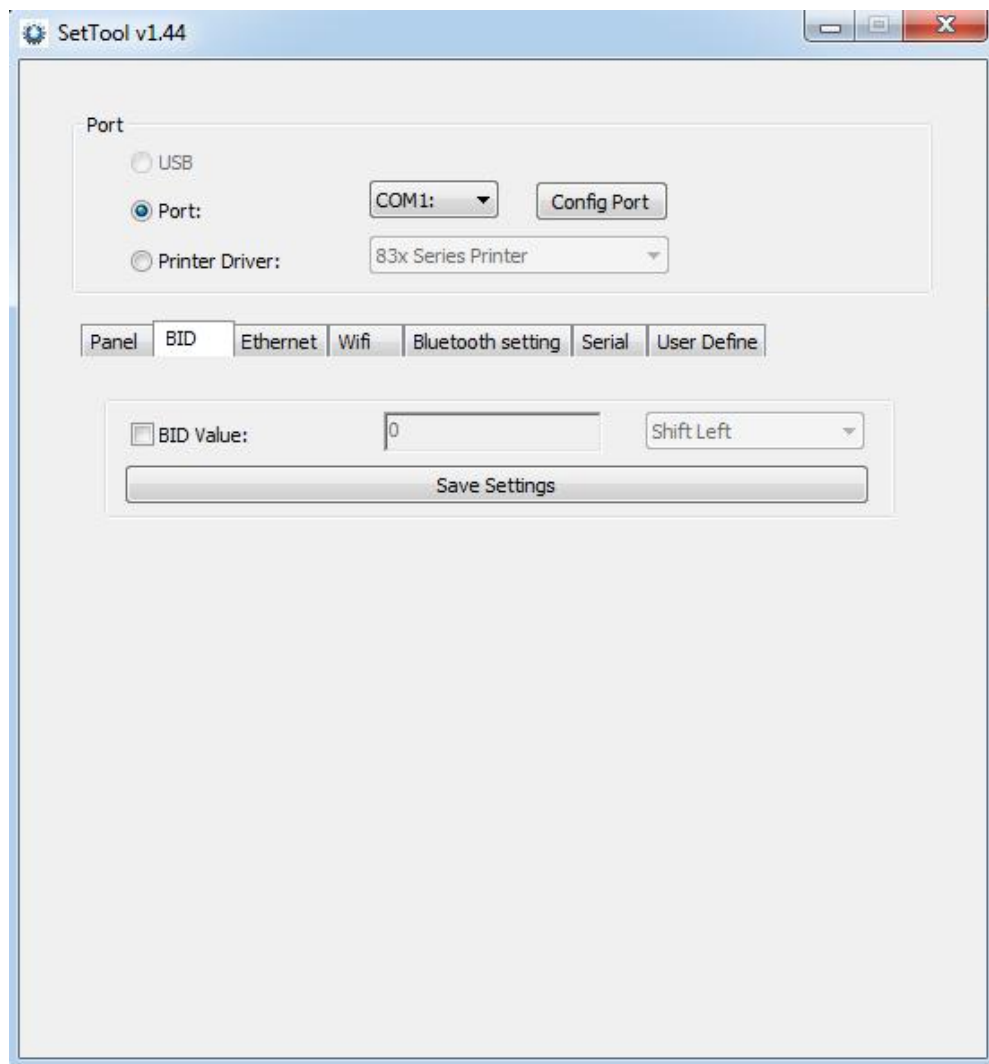 SetTool v1.44
Port
USB
Port: COM1: Config Port
Printer Driver: 83x Series Printer
Panel BID Ethernet Wifi Bluetooth setting Serial User Define
BID Value: 0 Shift Left
Save Settings